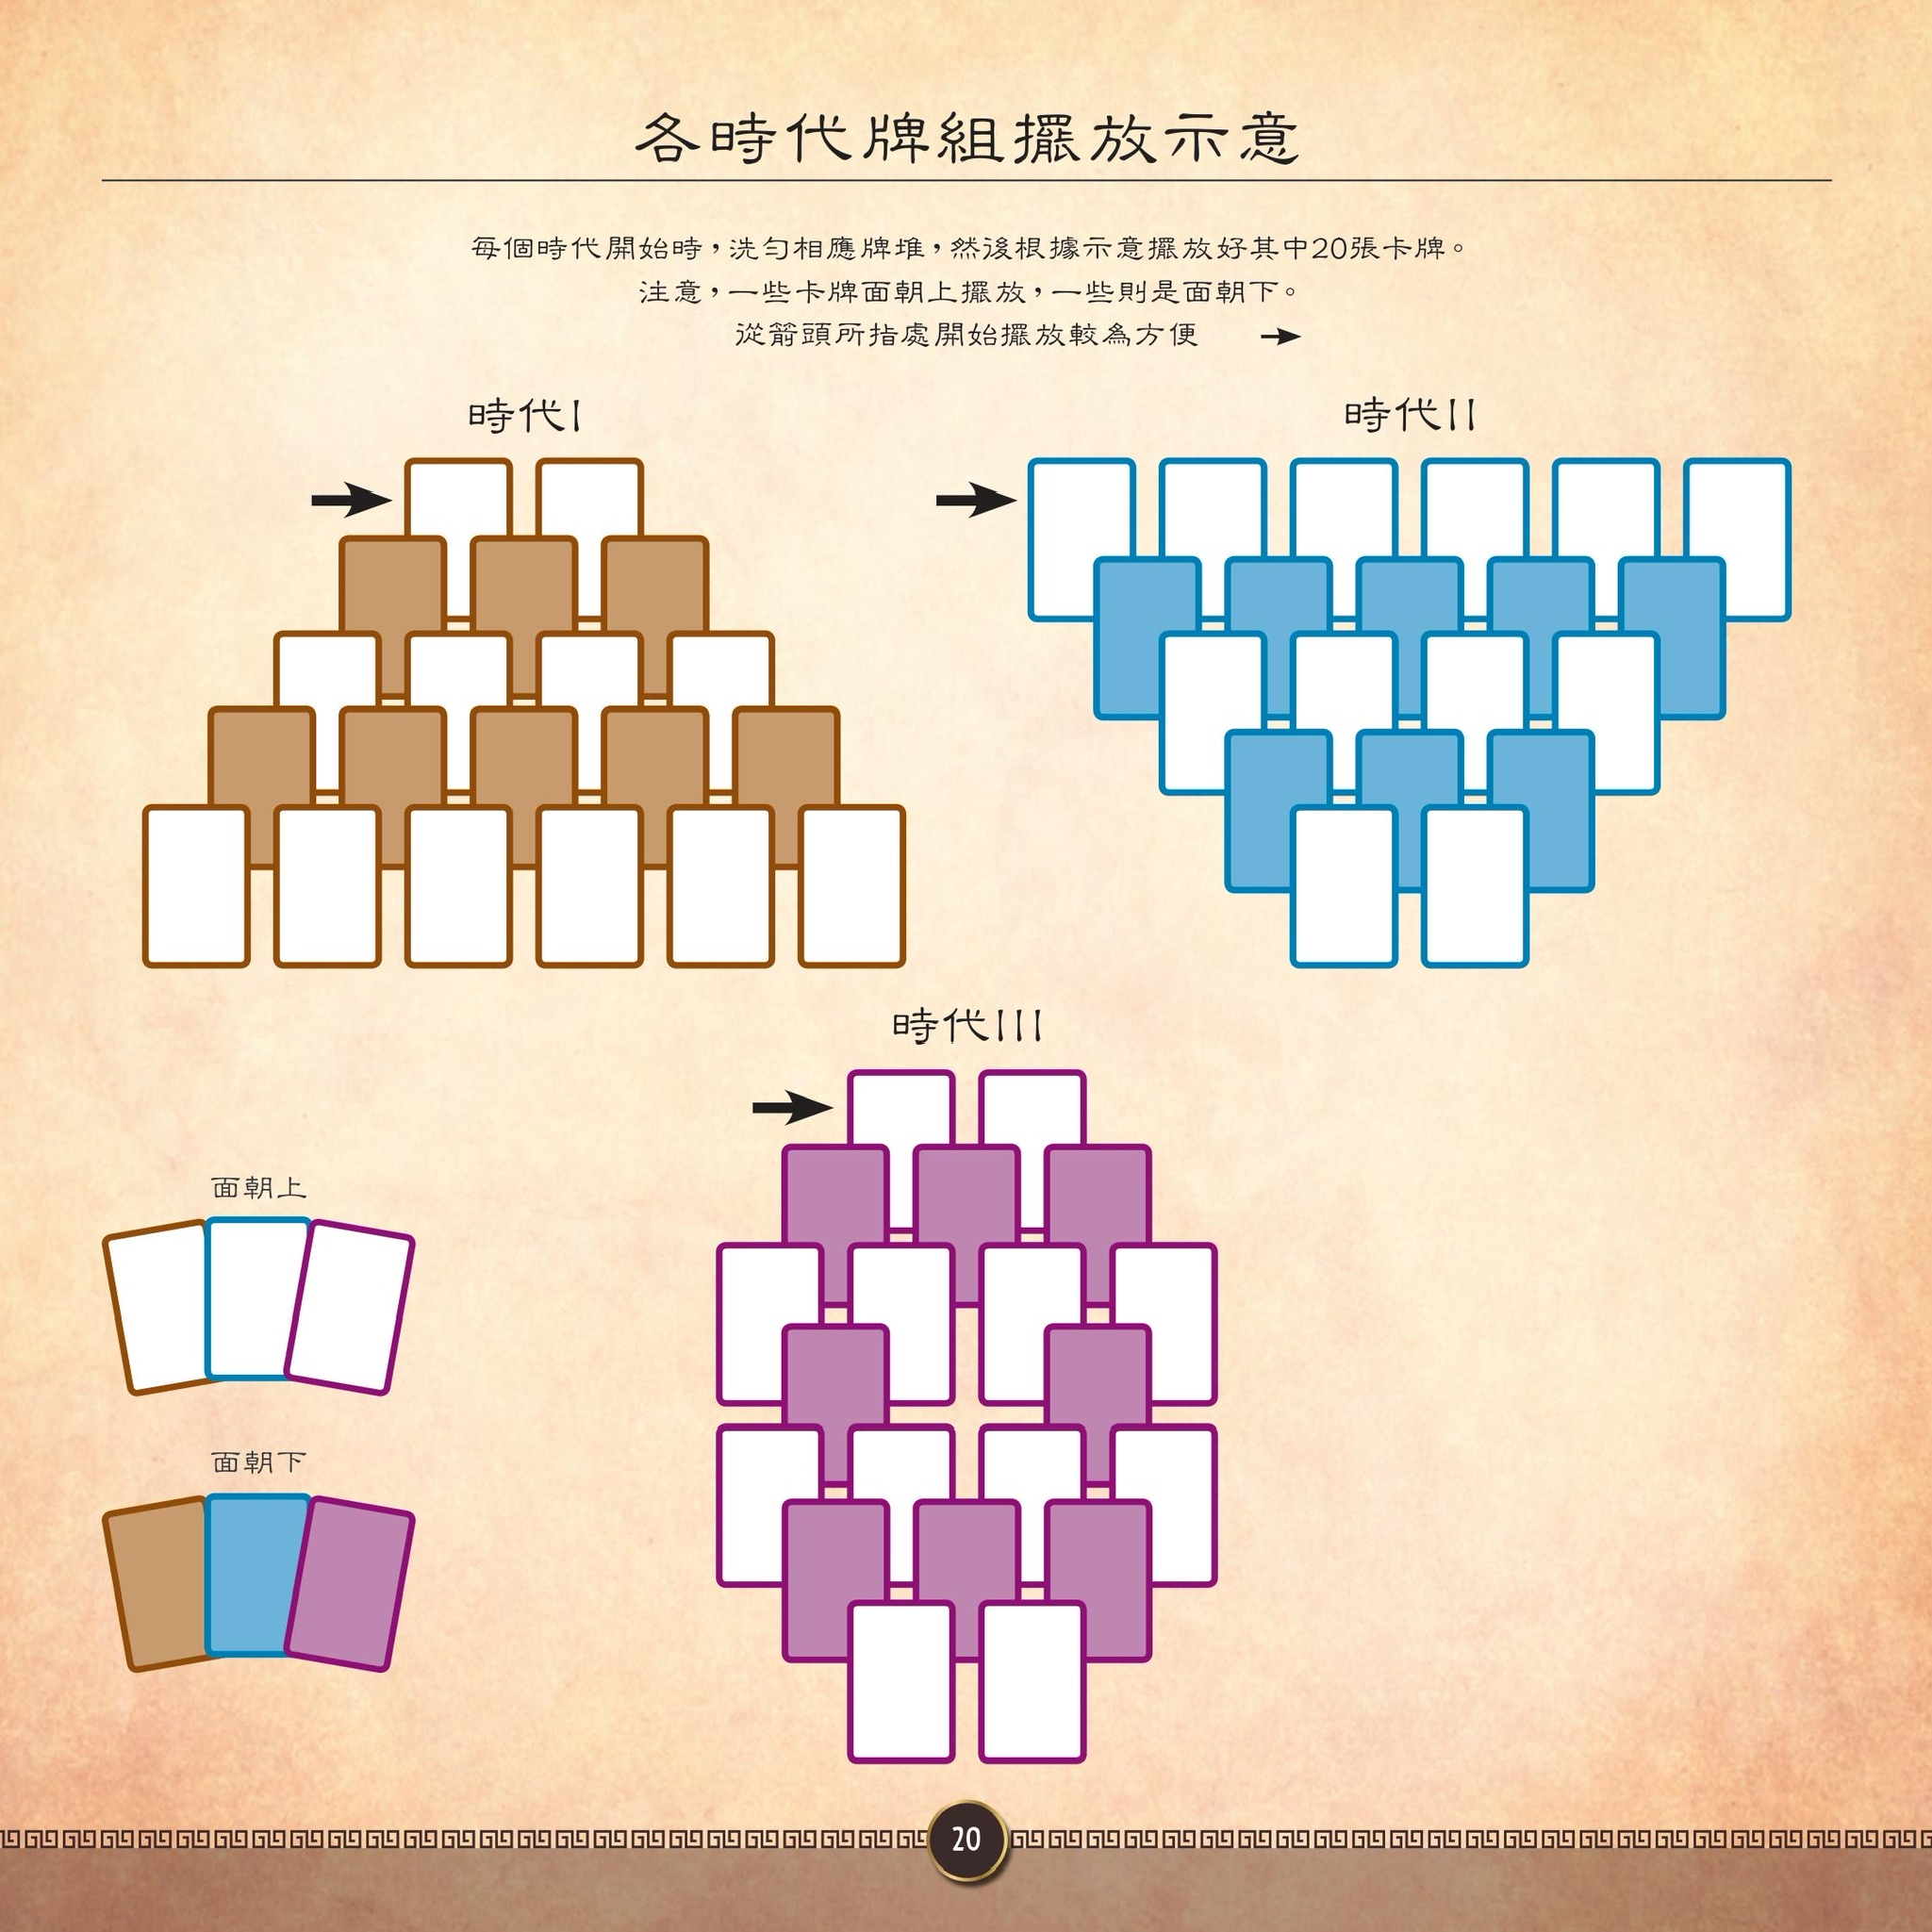 各時代牌組擺放示意
每個時代開始時，洗勻相應牌堆，然後根據示意擺放好其中20張卡牌。
注意，一些卡牌面朝上擺放，一些則是面朝下。
從箭頭所指處開始擺放較為方便
時代I
時代II
時代III
面朝上
面朝下
20